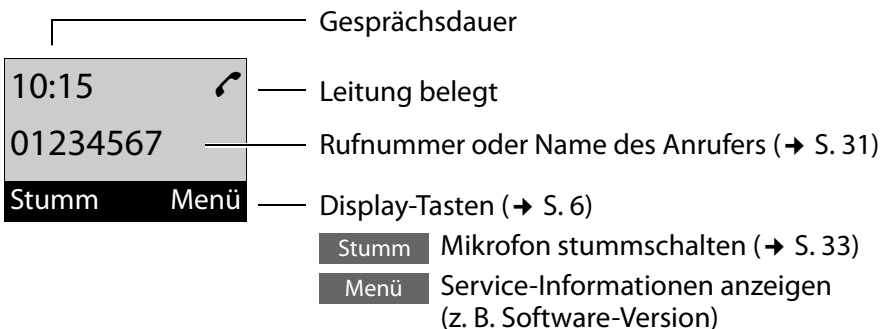 Gesprächsdauer
10:15
Leitung belegt
01234567
Rufnummer oder Name des Anrufers (➔ S. 31)
Stumm Menü
Display-Tasten (➔ S. 6)
Stumm Mikrofon stummschalten (➔ S. 33)
Menü Service-Informationen anzeigen
(z. B. Software-Version)